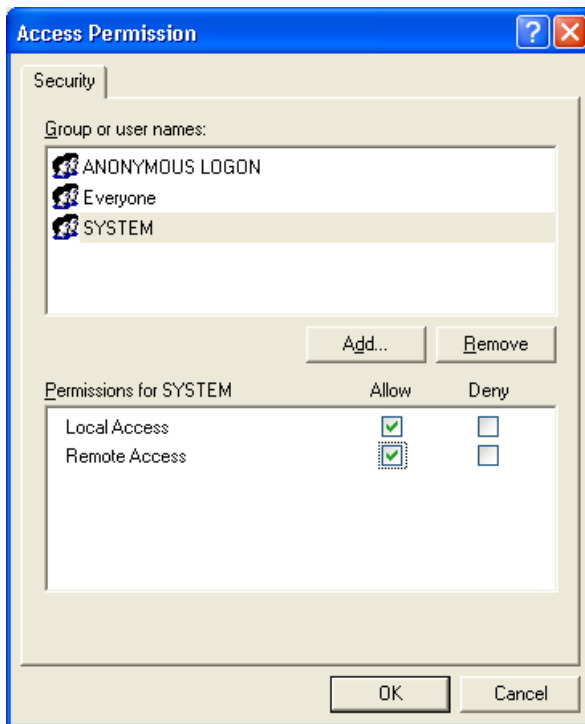 Access Permission
Security
Group or user names:
ANONYMOUS LOGON
Everyone
SYSTEM
Add... Remove
Permissions for SYSTEM Allow Deny
Local Access
Remote Access
OK Cancel